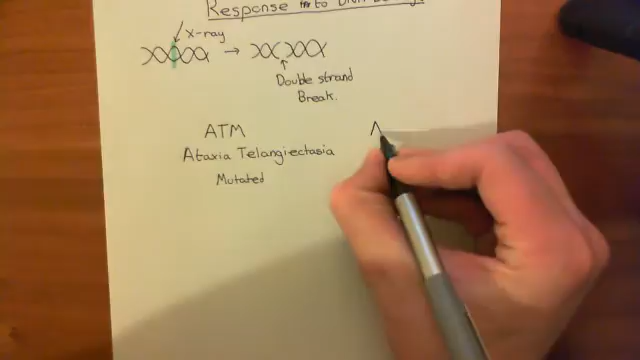 Response to DNA Damage
X-ray
→
Double strand
Break.
ATM
Ataxia Telangiectasia
Mutated